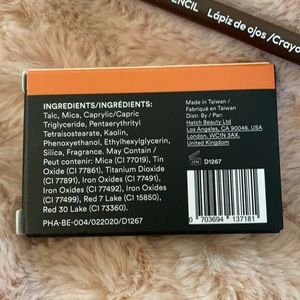 ENCIL Lápiz de ojos /Crayo
INGREDIENTS/INGRÉDIENTS:
Talc, Mica, Caprylic/Capric
Triglyceride, Pentaerythrityl
Tetraisostearate, Kaolin,
Phenoxyethanol, Ethylhexylglycerin,
Silica, Fragrance. May Contain /
Peut contenir: Mica (CI 77019), Tin
Oxide (CI 77861), Titanium Dioxide
(CI 77891), Iron Oxides (CI 77491),
Iron Oxides (CI 77492), Iron Oxides
(CI 77499), Red 7 Lake (CI 15850),
Red 30 Lake (CI 73360).
PHA-BE-004/022020/D1267
Made in Taiwan /
Fabriqué en Taiwan
Distr. By / Par:
Hatch Beauty Ltd
Los Angeles, CA 90046. USA
London, WC1N 3AX.
United Kingdom
D1267
0 703694 137181